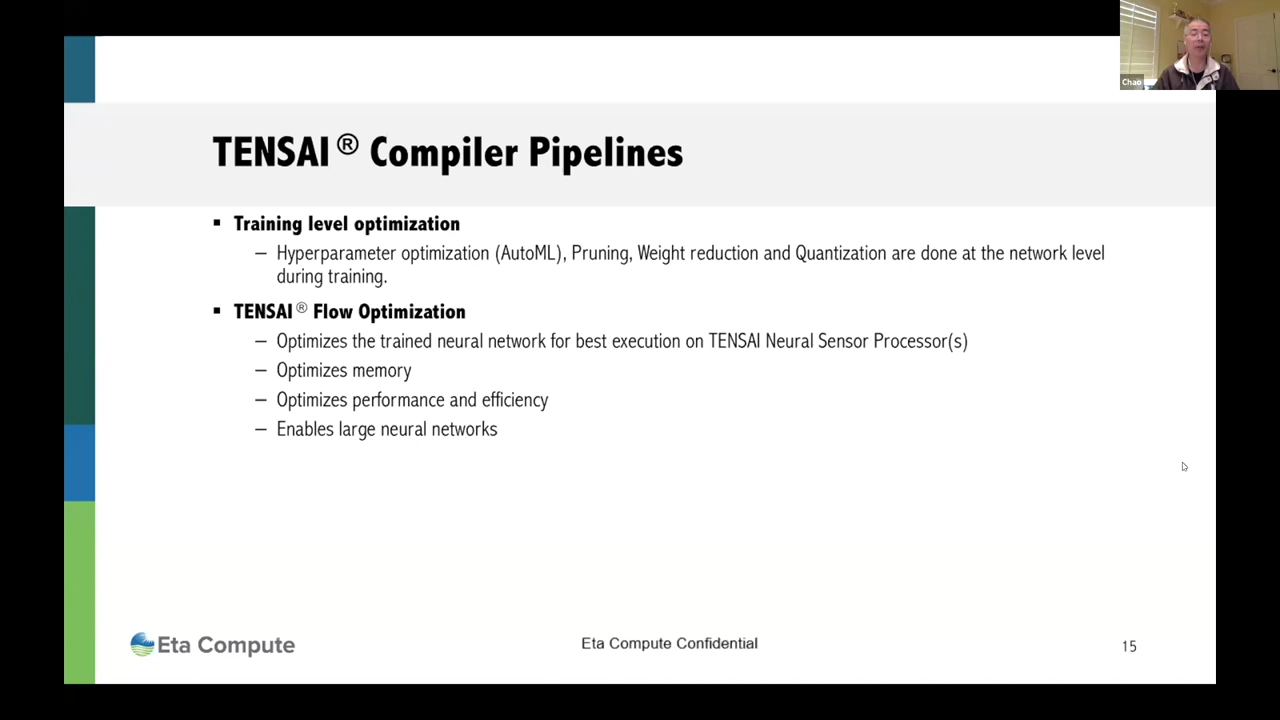 Chao
TENSAI® Compiler Pipelines
▪ Training level optimization
– Hyperparameter optimization (AutoML), Pruning, Weight reduction and Quantization are done at the network level
during training.
▪ TENSAI® Flow Optimization
– Optimizes the trained neural network for best execution on TENSAI Neural Sensor Processor(s)
– Optimizes memory
– Optimizes performance and efficiency
– Enables large neural networks
Eta Compute
Eta Compute Confidential
15